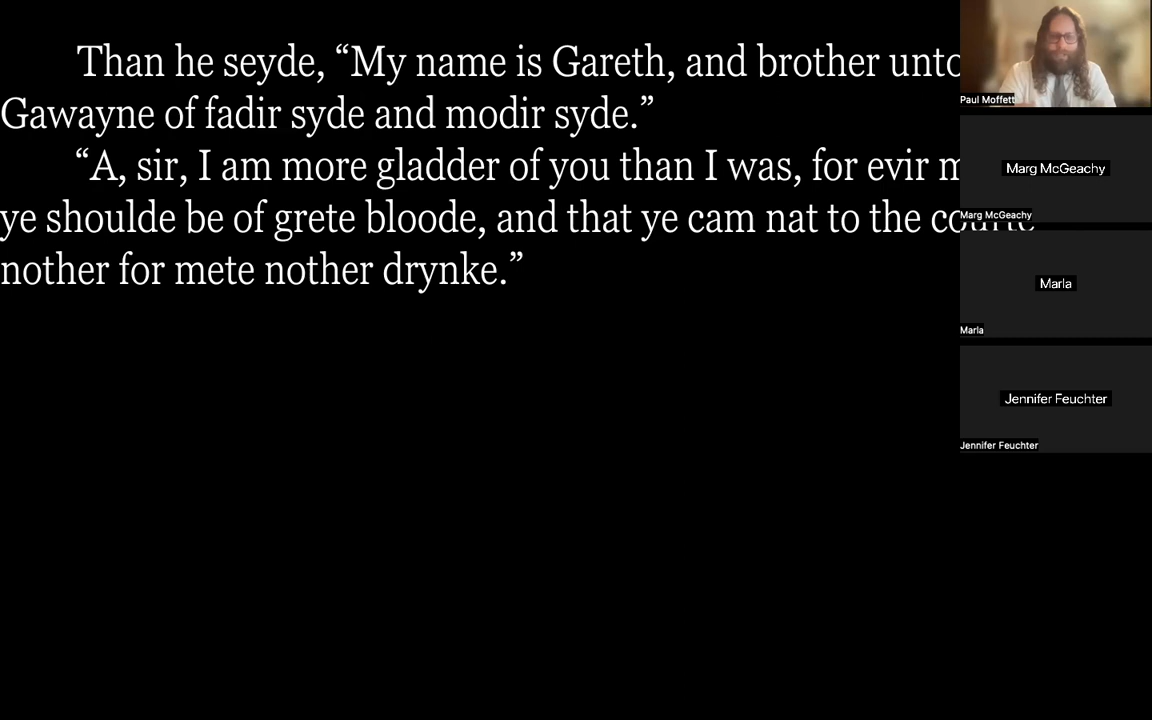 Than he seyde, “My name is Gareth, and brother unto
Gawayne of fadir syde and modir syde.”
“A, sir, I am more gladder of you than I was, for evir
ye shoulde be of grete bloode, and that ye cam nat to the courte
nother for mete nother drynke.”
Paul Moffett
Marg McGeachy
Marg McGeachy
Marla
Marla
Jennifer Feuchter
Jennifer Feuchter